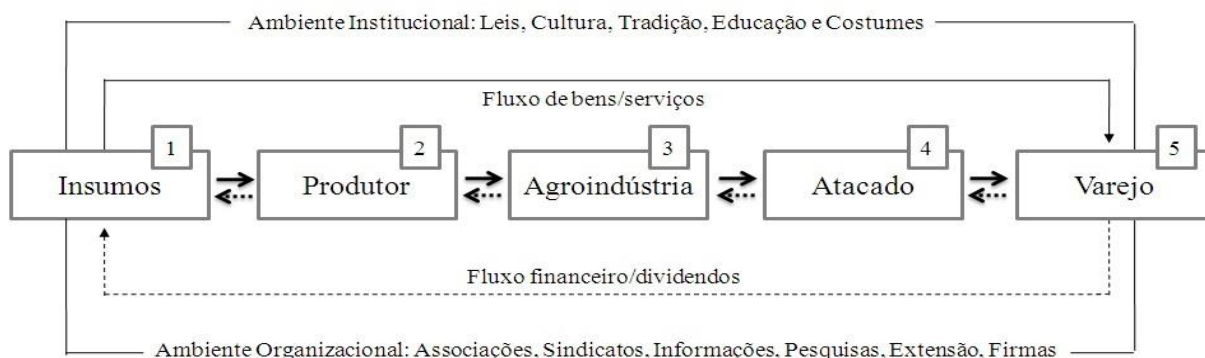 Ambiente Institucional: Leis, Cultura, Tradição, Educação e Costumes
Fluxo de bens/serviços
1
Insumos
2
Produtor
3
Agroindústria
4
Atacado
5
Varejo
Fluxo financeiro/dividendos
Ambiente Organizacional: Associações, Sindicatos, Informações, Pesquisas, Extensão, Firmas